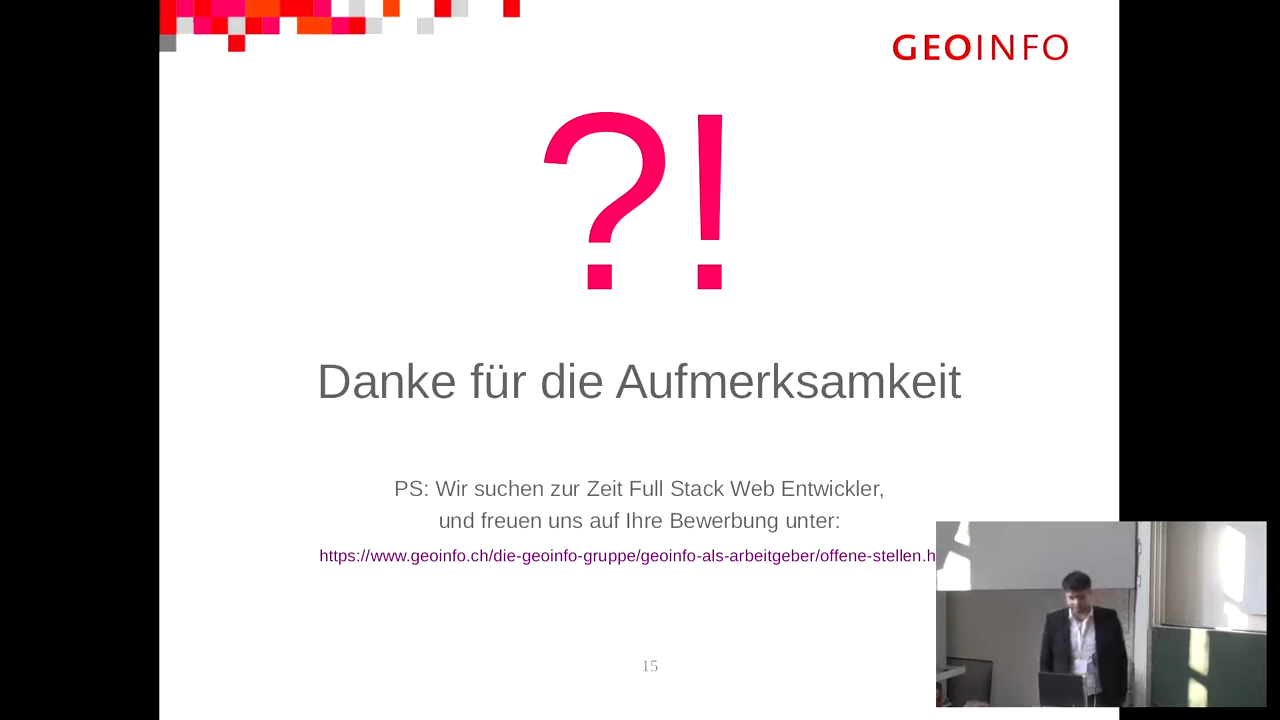 GEOINFO
?!
Danke für die Aufmerksamkeit
PS: Wir suchen zur Zeit Full Stack Web Entwickler,
und freuen uns auf Ihre Bewerbung unter:
https://www.geoinfo.ch/die-geoinfo-gruppe/geoinfo-als-arbeitgeber/offene-stellen.h
15